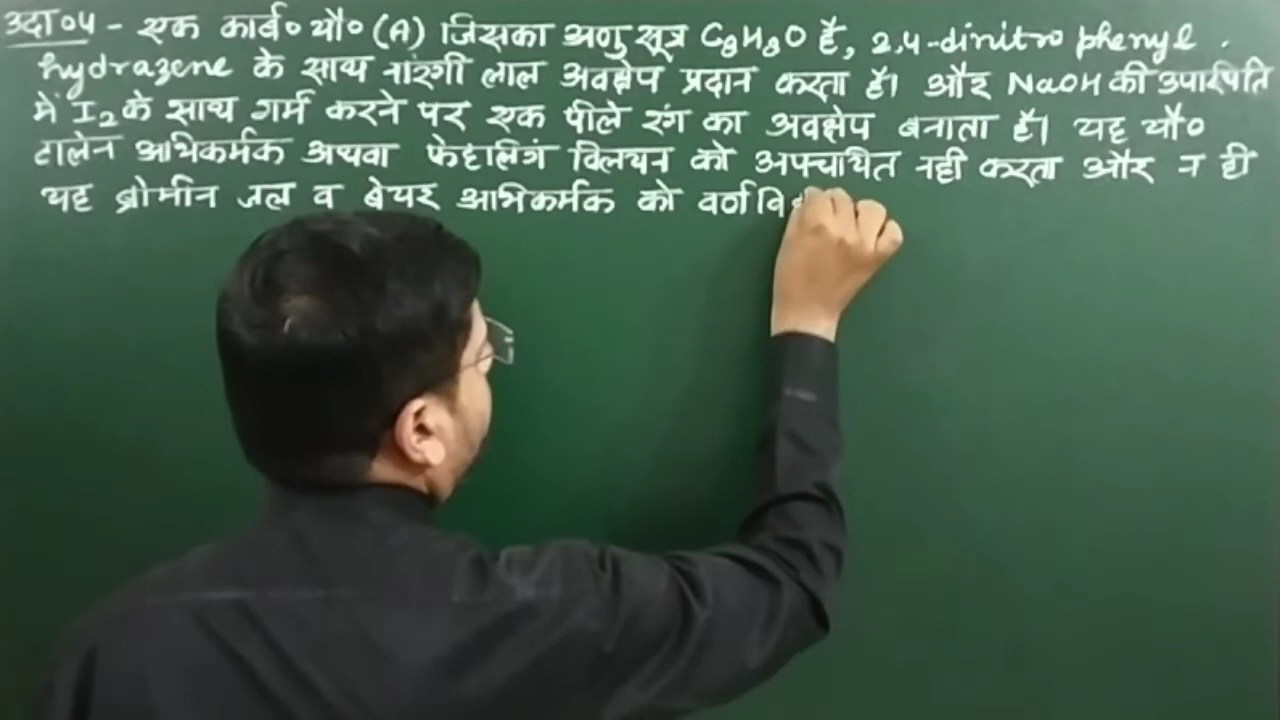 उदा०4 - एक कार्ब० यौ० (A) जिसका अणु सूत्र C8H8O है, 2,4-dinitro phenyl .
hydrazene के साथ नारंगी लाल अवक्षेप प्रदान करता है। और NaOH की उपस्थिति
में I2 के साथ गर्म करने पर एक पीले रंग का अवक्षेप बनाता है। यह यौ०
टालेन अभिकर्मक अथवा फेहलिंग विलयन को अपचायित नही करता और न ही
यह ब्रोमीन जल व बेयर अभिकर्मक को वर्ण